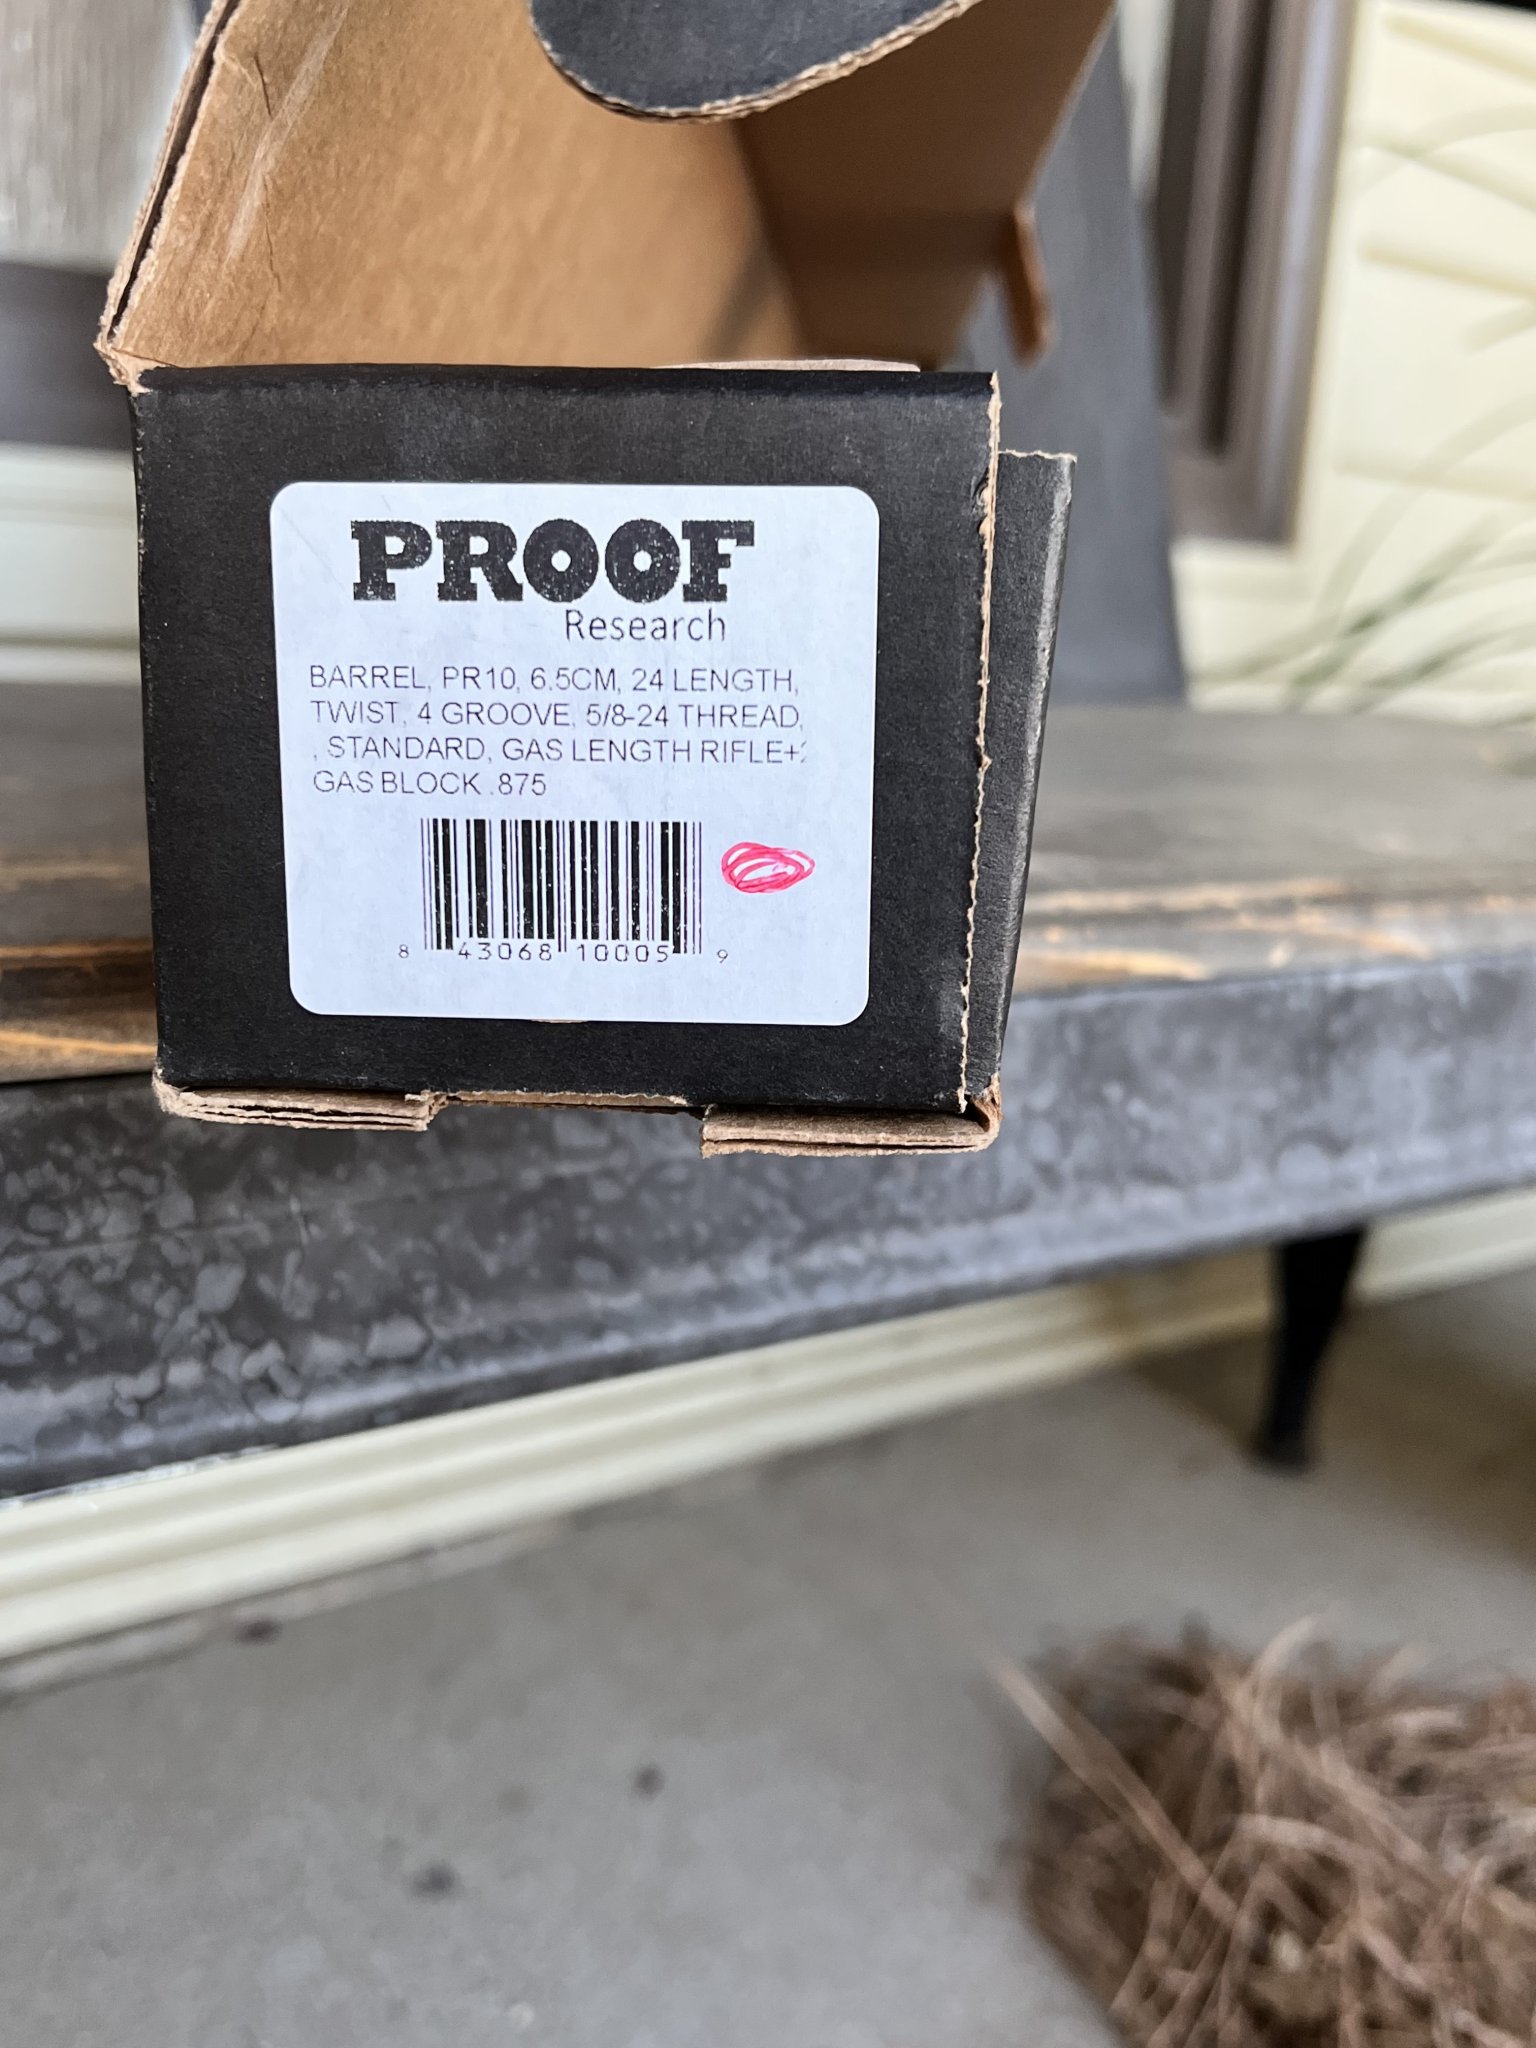 PROOF
Research
BARREL, PR10, 6.5CM, 24 LENGTH,
TWIST, 4 GROOVE, 5/8-24 THREAD,
, STANDARD, GAS LENGTH RIFLE+
GAS BLOCK .875
8 43068 10005 9